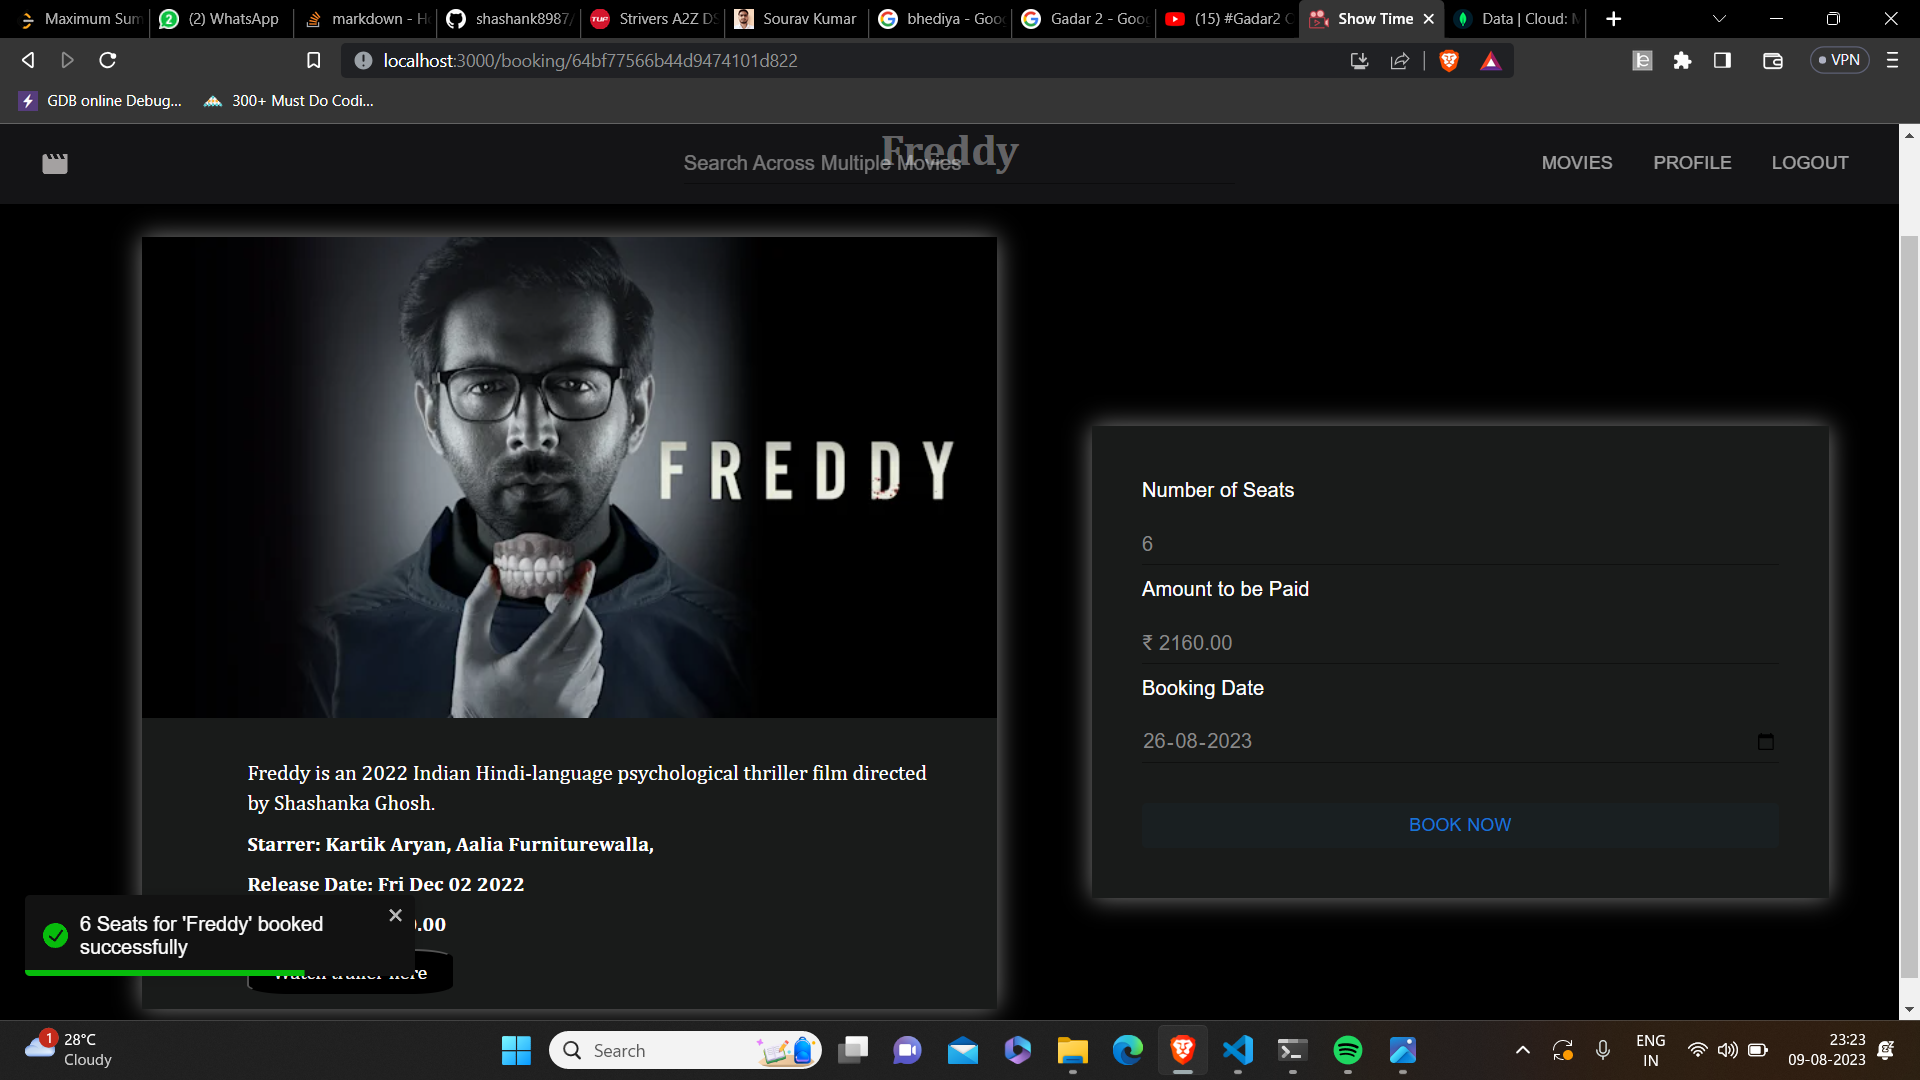 Maximum Sum
(2) WhatsApp
markdown - H
shashank8987/
Strivers A2Z DS
Sourav Kumar
bhediya - Goo
Gadar 2 - Goog
(15) #Gadar2 O
Show Time
Data | Cloud: M
localhost:3000/booking/64bf77566b44d9474101d822
VPN
GDB online Debug...
300+ Must Do Codi...
Freddy
Search Across Multiple Movies
MOVIES
PROFILE
LOGOUT
FREDDY
Freddy is an 2022 Indian Hindi-language psychological thriller film directed
by Shashanka Ghosh.
Starrer: Kartik Aryan, Aalia Furniturewalla,
Release Date: Fri Dec 02 2022
.00
Watch trailer here
6 Seats for 'Freddy' booked
successfully
Number of Seats
6
Amount to be Paid
₹ 2160.00
Booking Date
26-08-2023
BOOK NOW
1
28°C
Cloudy
Search
ENG
IN
23:23
09-08-2023